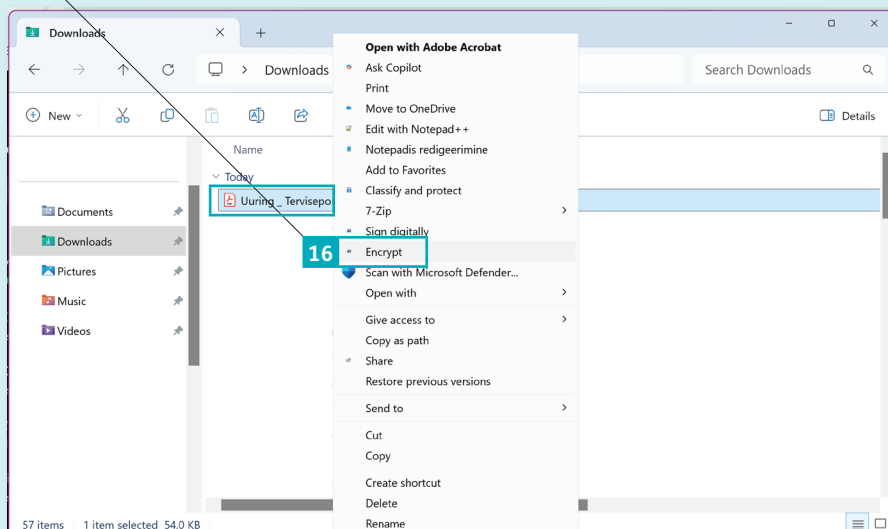 Downloads
Downloads
Search Downloads
New
Details
Name
Today
Uuring _ Tervisepo
Documents
Downloads
Pictures
Music
Videos
Open with Adobe Acrobat
Ask Copilot
Print
Move to OneDrive
Edit with Notepad++
Notepadis redigeerimine
Add to Favorites
Classify and protect
7-Zip
Sign digitally
16 Encrypt
Scan with Microsoft Defender...
Open with
Give access to
Copy as path
Share
Restore previous versions
Send to
Cut
Copy
Create shortcut
Delete
Rename
57 items 1 item selected 54.0 KB